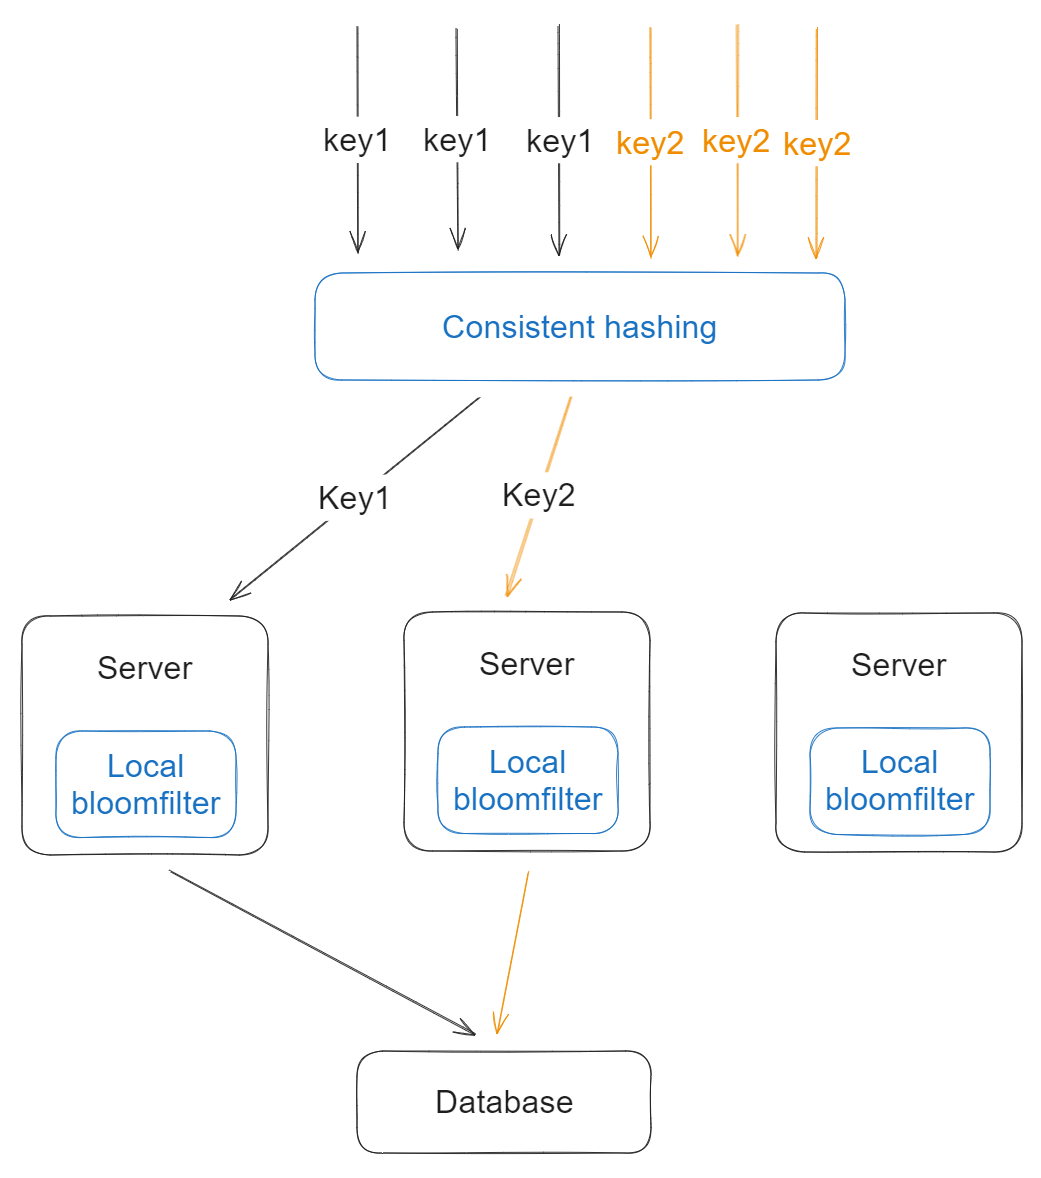 key1
key1
key1
key2
key2
key2
Consistent hashing
Key1
Key2
Server
Local
bloomfilter
Server
Local
bloomfilter
Server
Local
bloomfilter
Database